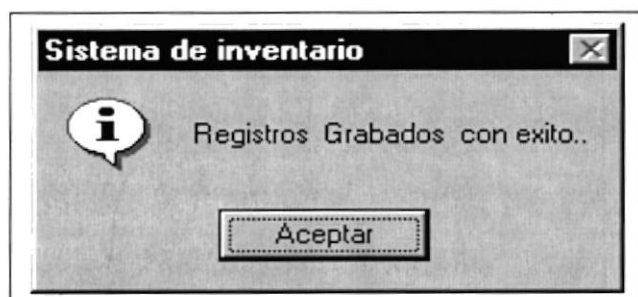 Sistema de inventario
Registros Grabados con exito..
Aceptar